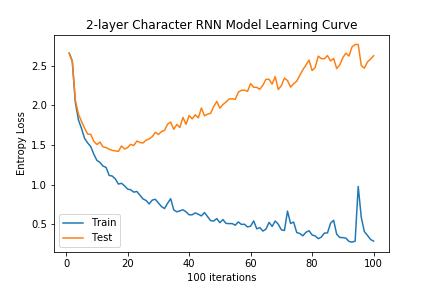 2-layer Character RNN Model Learning Curve
Entropy Loss
2.5
2.0
1.5
1.0
0.5
Train
Test
0
20
40
60
80
100
100 iterations